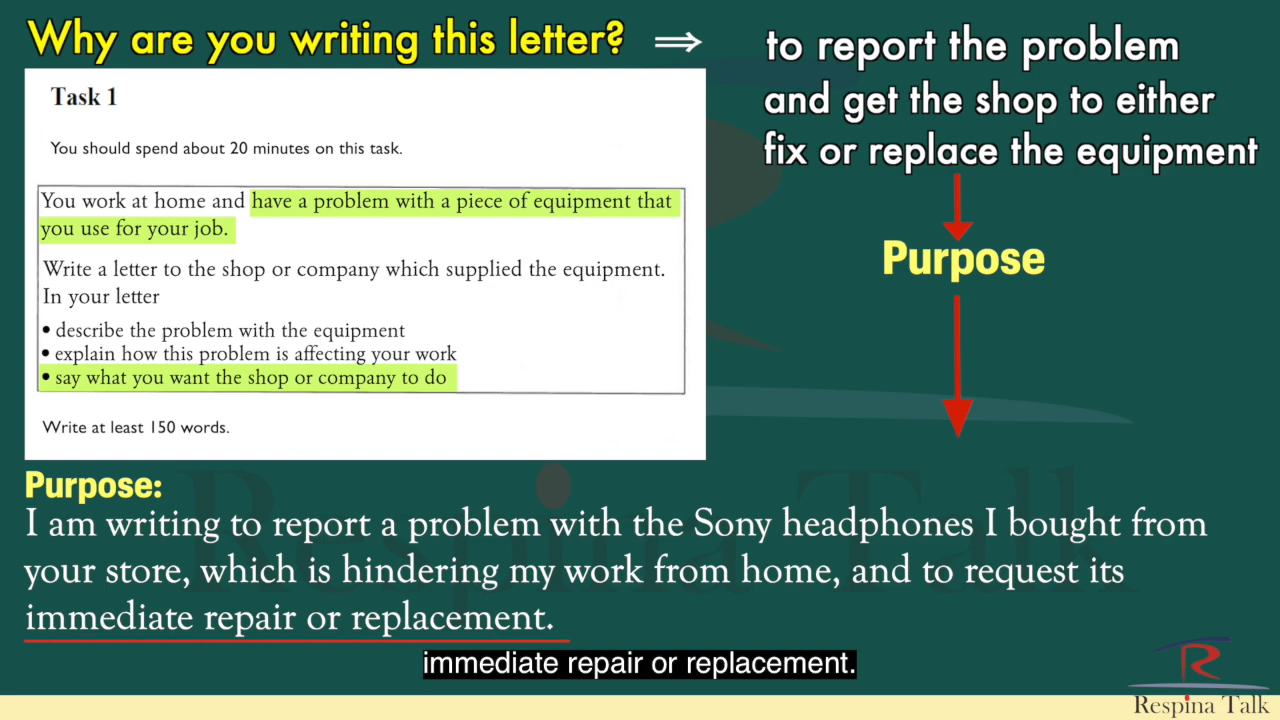 Why are you writing this letter? ⇒
to report the problem
and get the shop to either
fix or replace the equipment
Purpose
Task 1
You should spend about 20 minutes on this task.
You work at home and have a problem with a piece of equipment that
you use for your job.
Write a letter to the shop or company which supplied the equipment.
In your letter
• describe the problem with the equipment
• explain how this problem is affecting your work
• say what you want the shop or company to do
Write at least 150 words.
Purpose:
I am writing to report a problem with the Sony headphones I bought from
your store, which is hindering my work from home, and to request its
immediate repair or replacement.
immediate repair or replacement.
Respina Talk
R
Respina Talk